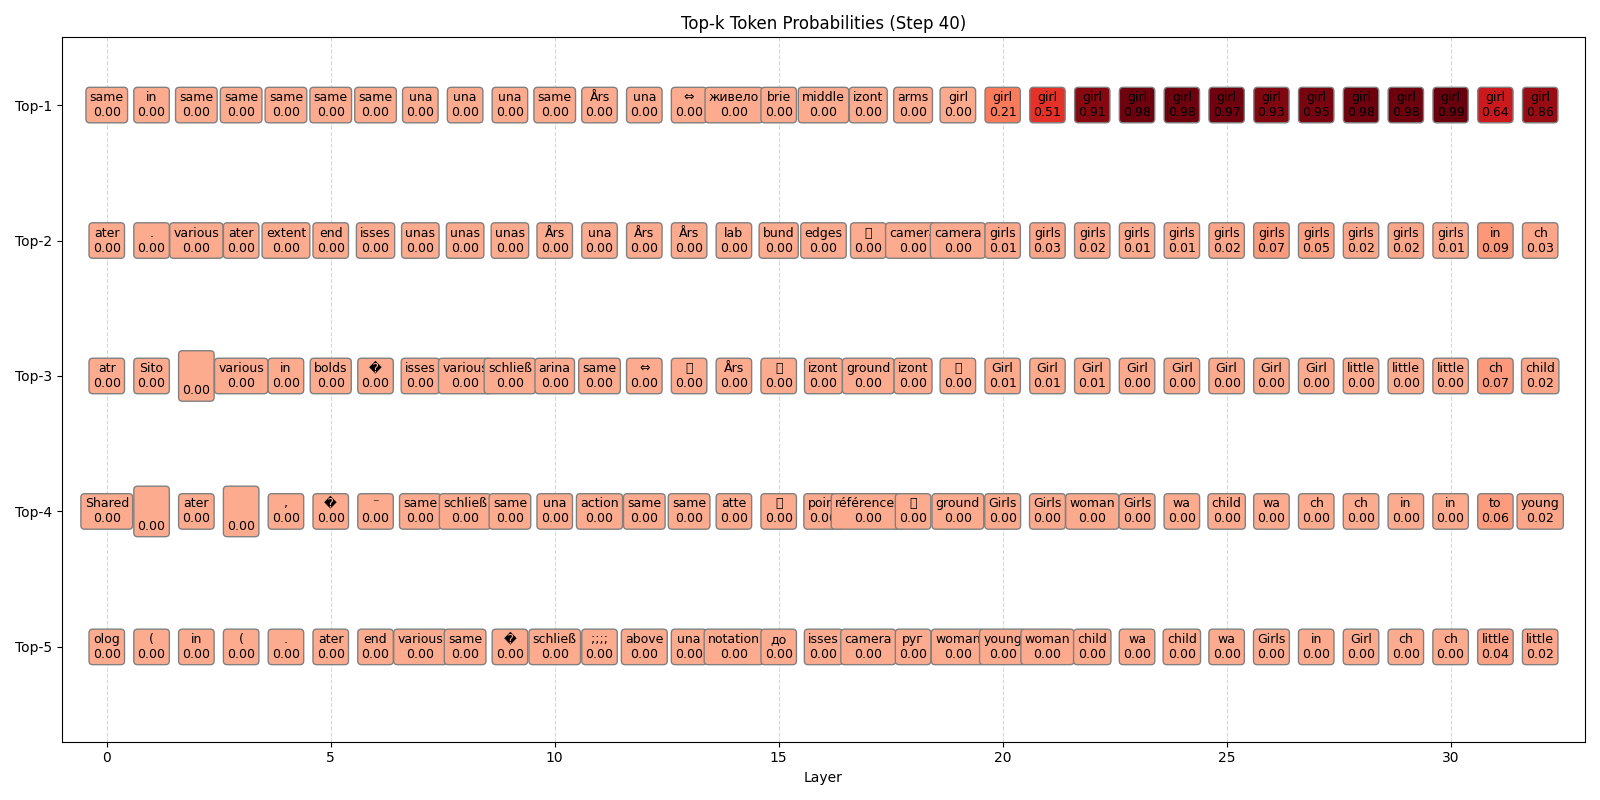 Top-k Token Probabilities (Step 40)
Top-1
same in same same same same same una una una same Års una ⇔ живело brie middle izont arms girl girl girl girl girl girl girl girl girl girl girl girl girl girl
0.00 0.00 0.00 0.00 0.00 0.00 0.00 0.00 0.00 0.00 0.00 0.00 0.00 0.00 0.00 0.00 0.00 0.00 0.00 0.00 0.21 0.51 0.91 0.98 0.98 0.97 0.93 0.95 0.98 0.98 0.99 0.64 0.86
Top-2
ater . various ater extent end isses unas unas unas Års una Års Års lab bund edges camer camera girls girls girls girls girls girls girls girls girls girls girls in ch
0.00 0.00 0.00 0.00 0.00 0.00 0.00 0.00 0.00 0.00 0.00 0.00 0.00 0.00 0.00 0.00 0.00 0.00 0.00 0.00 0.01 0.03 0.02 0.01 0.01 0.02 0.07 0.05 0.02 0.02 0.01 0.09 0.03
Top-3
atr Sito various in bolds � isses various schließ arina same ⇔ Års izont ground izont Girl Girl Girl Girl Girl Girl Girl Girl little little little ch child
0.00 0.00 0.00 0.00 0.00 0.00 0.00 0.00 0.00 0.00 0.00 0.00 0.00 0.00 0.00 0.00 0.00 0.00 0.00 0.00 0.01 0.01 0.01 0.00 0.00 0.00 0.00 0.00 0.00 0.00 0.00 0.07 0.02
Top-4
Shared ater , � same schließ same una action same same atte poin référence ground Girls Girls woman Girls wa child wa ch ch in in to young
0.00 0.00 0.00 0.00 0.00 0.00 0.00 0.00 0.00 0.00 0.00 0.00 0.00 0.00 0.00 0.00 0.00 0.00 0.00 0.00 0.00 0.00 0.00 0.00 0.00 0.00 0.00 0.00 0.00 0.00 0.00 0.06 0.02
Top-5
olog ( in ( . ater end various same � schließ ;;;; above una notation до isses camera руг woman young woman child wa child wa Girls in Girl ch ch little little
0.00 0.00 0.00 0.00 0.00 0.00 0.00 0.00 0.00 0.00 0.00 0.00 0.00 0.00 0.00 0.00 0.00 0.00 0.00 0.00 0.00 0.00 0.00 0.00 0.00 0.00 0.00 0.00 0.00 0.00 0.00 0.04 0.02
0 5 10 15 20 25 30
Layer